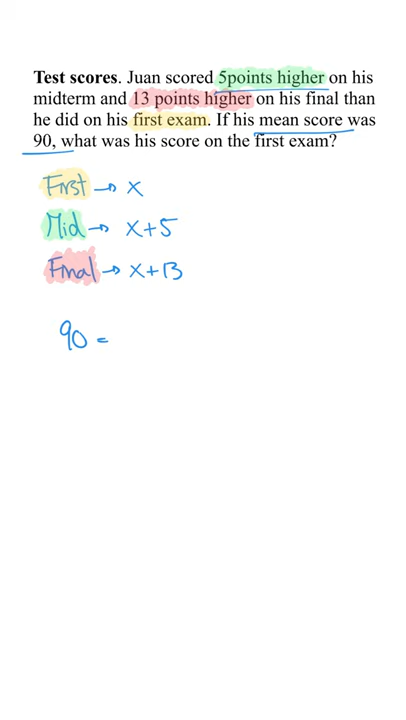 Test scores. Juan scored 5points higher on his
midterm and 13 points higher on his final than
he did on his first exam. If his mean score was
90, what was his score on the first exam?
First → x
Mid → x+5
Final → x+13
90 =